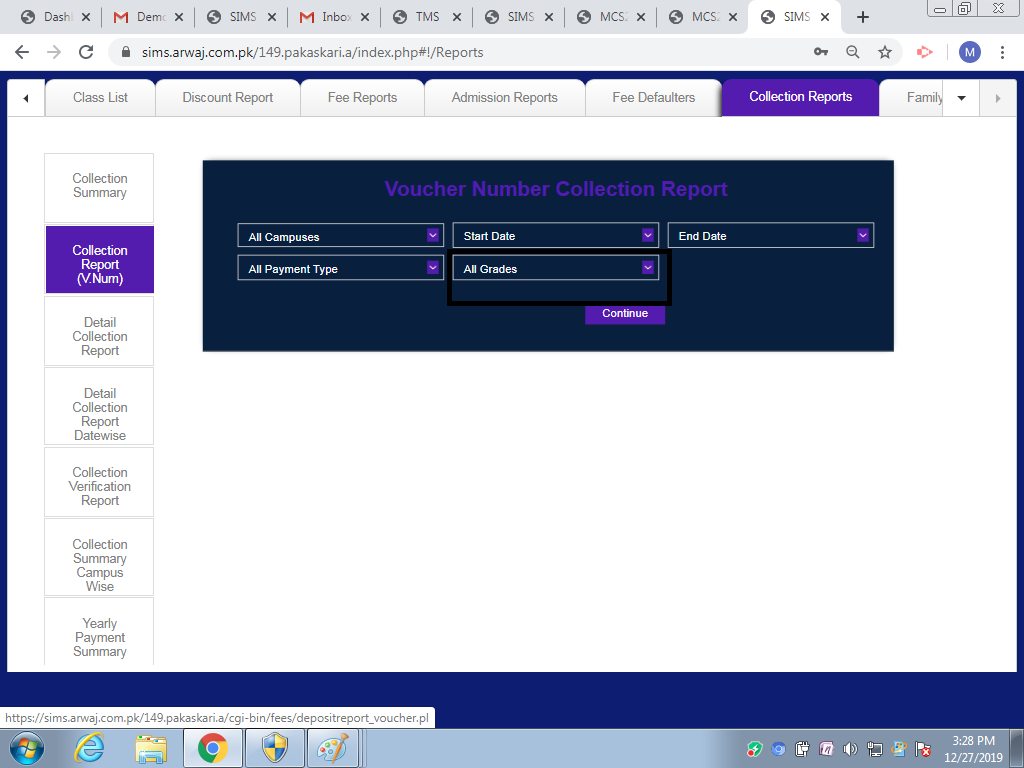 Dash
Demo
SIMS
Inbox
TMS
SIMS
MCS
MCS
SIMS
sims.arwaj.com.pk/149.pakaskari.a/index.php#!/Reports
M
Class List
Discount Report
Fee Reports
Admission Reports
Fee Defaulters
Collection Reports
Family
Collection
Summary
Collection
Report
(V.Num)
Detail
Collection
Report
Detail
Collection
Report
Datewise
Collection
Verification
Report
Collection
Summary
Campus
Wise
Yearly
Payment
Summary
Voucher Number Collection Report
All Campuses
Start Date
End Date
All Payment Type
All Grades
Continue
https://sims.arwaj.com.pk/149.pakaskari.a/cgi-bin/fees/depositreport_voucher.pl
3:28 PM
12/27/2019